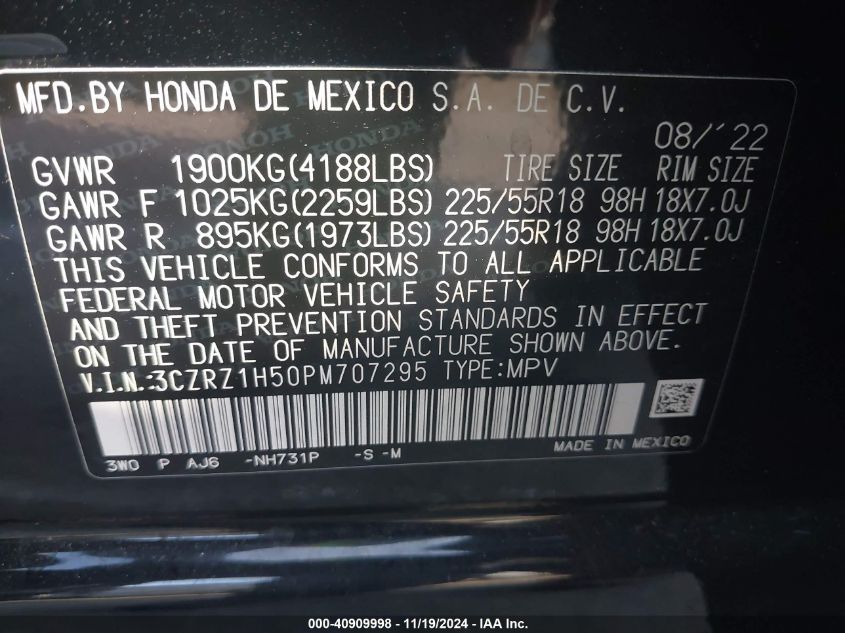 MFD.BY HONDA DE MEXICO S.A. DE C.V.
08/'22
GVWR 1900KG(4188LBS) TIRE SIZE RIM SIZE
GAWR F 1025KG(2259LBS) 225/55R18 98H 18X7.0J
GAWR R 895KG(1973LBS) 225/55R18 98H 18X7.0J
THIS VEHICLE CONFORMS TO ALL APPLICABLE
FEDERAL MOTOR VEHICLE SAFETY
AND THEFT PREVENTION STANDARDS IN EFFECT
ON THE DATE OF MANUFACTURE SHOWN ABOVE.
V.I.N.:3CZRZ1H50PM707295 TYPE:MPV
MADE IN MEXICO
3WO P AJ6 -NH731P -S -M
000-40909998 - 11/19/2024 - IAA Inc.